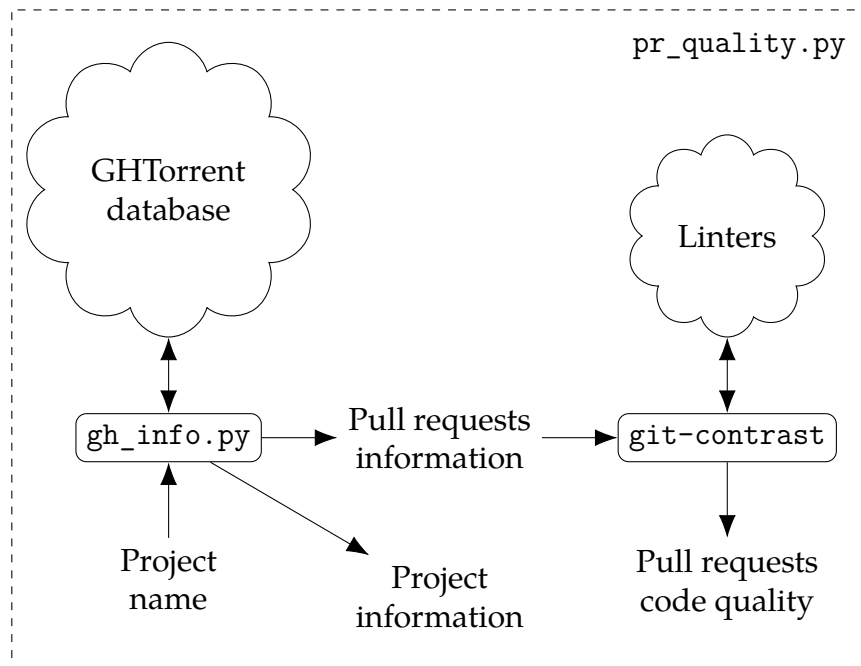 pr_quality.py
GHTorrent
database
Linters
gh_info.py
Pull requests
information
git-contrast
Project
name
Project
information
Pull requests
code quality